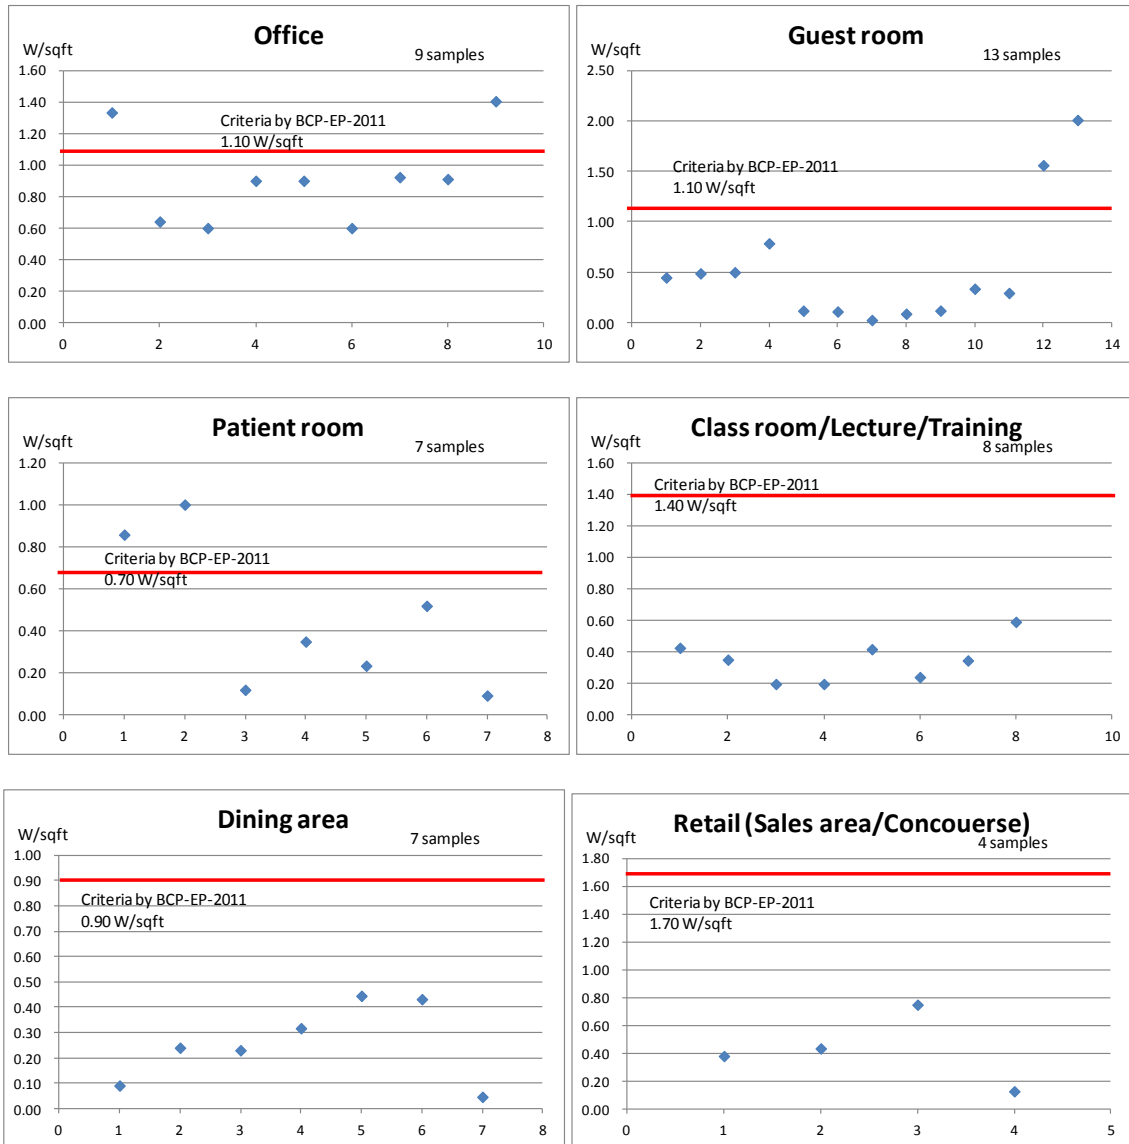 Office
W/sqft
9 samples
1.60
1.40
Criteria by BCP-EP-2011
1.20
1.10 W/sqft
1.00
0.80
0.60
0.40
0.20
0.00
0 2 4 6 8 10
Guest room
W/sqft
13 samples
2.50
2.00
Criteria by BCP-EP-2011
1.50
1.10 W/sqft
1.00
0.50
0.00
0 2 4 6 8 10 12 14
Patient room
W/sqft
7 samples
1.20
1.00
0.80
Criteria by BCP-EP-2011
0.70 W/sqft
0.60
0.40
0.20
0.00
0 1 2 3 4 5 6 7 8
Class room/Lecture/Training
W/sqft
8 samples
1.60
Criteria by BCP-EP-2011
1.40
1.40 W/sqft
1.20
1.00
0.80
0.60
0.40
0.20
0.00
0 2 4 6 8 10
Dining area
W/sqft
7 samples
1.00
0.90
Criteria by BCP-EP-2011
0.80
0.90 W/sqft
0.70
0.60
0.50
0.40
0.30
0.20
0.10
0.00
0 1 2 3 4 5 6 7 8
Retail (Sales area/Concouerse)
W/sqft
4 samples
1.80
1.60
Criteria by BCP-EP-2011
1.40
1.70 W/sqft
1.20
1.00
0.80
0.60
0.40
0.20
0.00
0 1 2 3 4 5